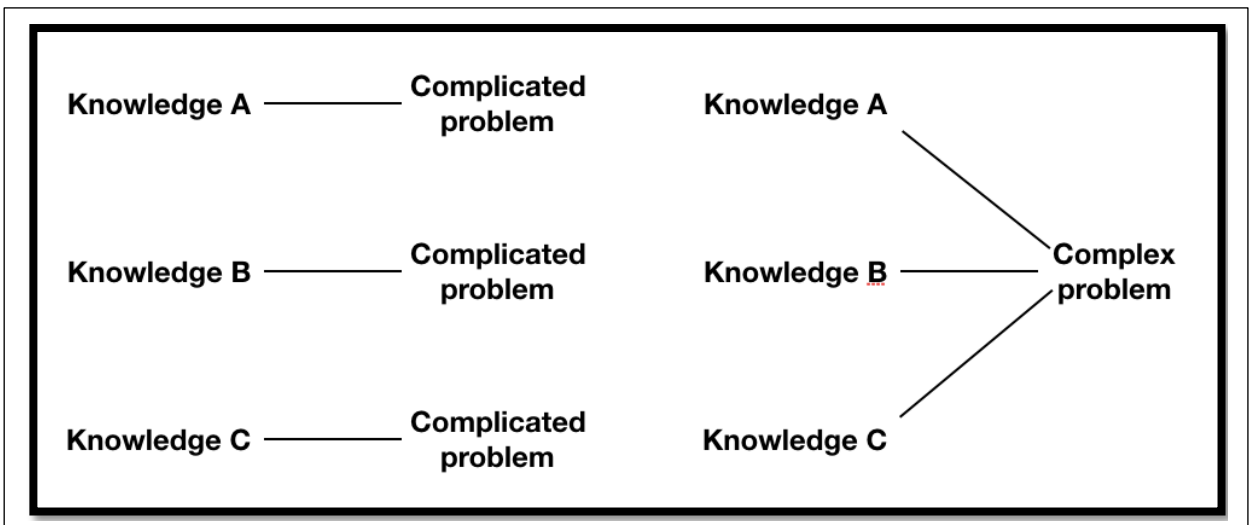 Knowledge A
Complicated
problem
Knowledge B
Complicated
problem
Knowledge C
Complicated
problem
Knowledge A
Knowledge B
Knowledge C
Complex
problem